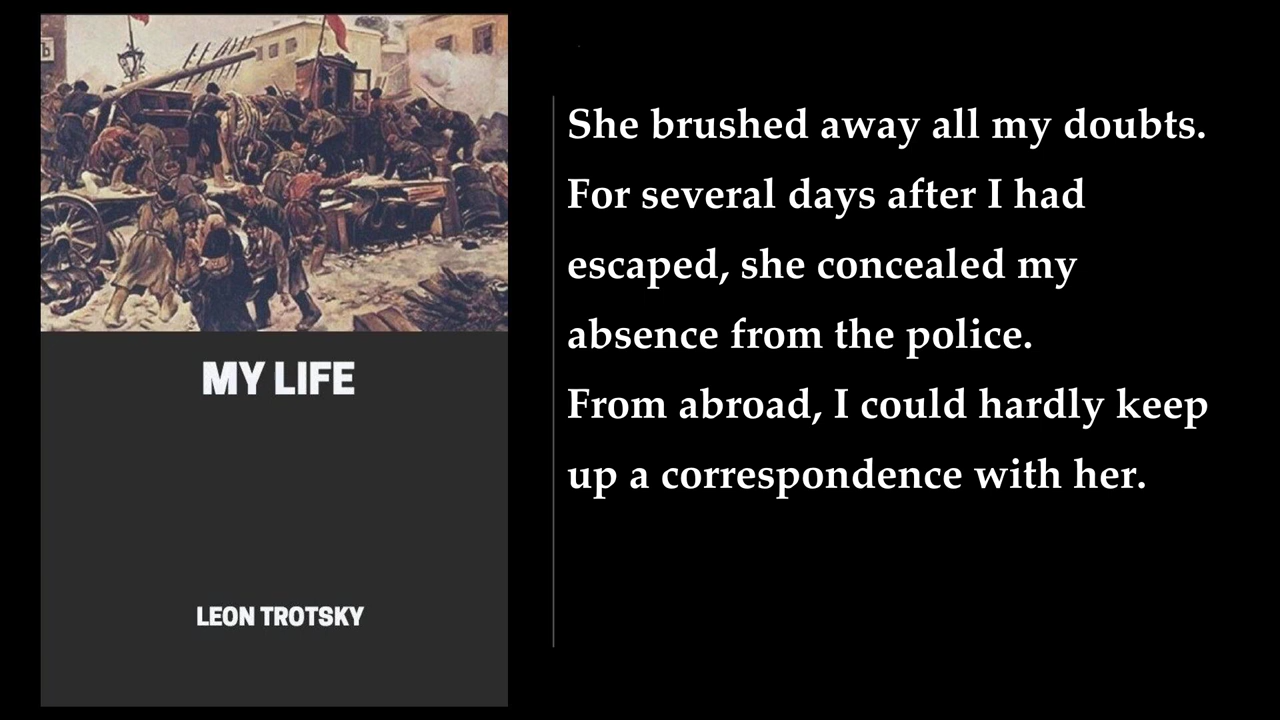 MY LIFE
LEON TROTSKY
She brushed away all my doubts.
For several days after I had
escaped, she concealed my
absence from the police.
From abroad, I could hardly keep
up a correspondence with her.